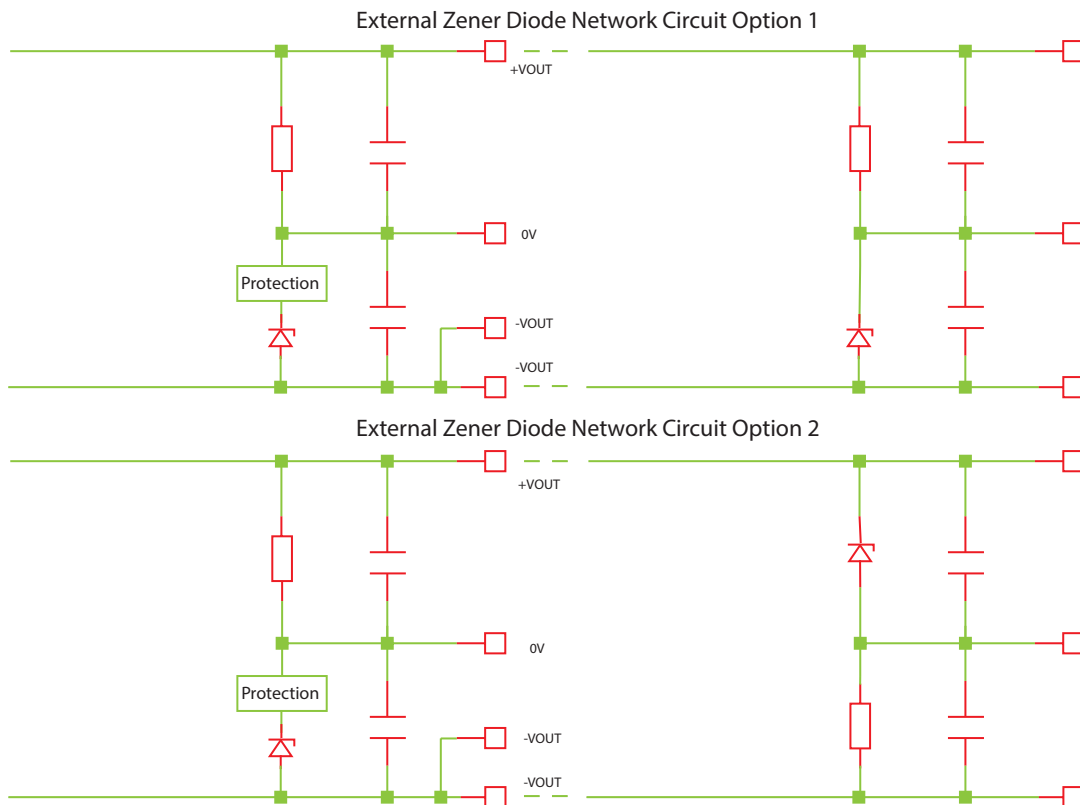 External Zener Diode Network Circuit Option 1
+VOUT
0V
Protection
-VOUT
-VOUT
External Zener Diode Network Circuit Option 2
+VOUT
0V
Protection
-VOUT
-VOUT